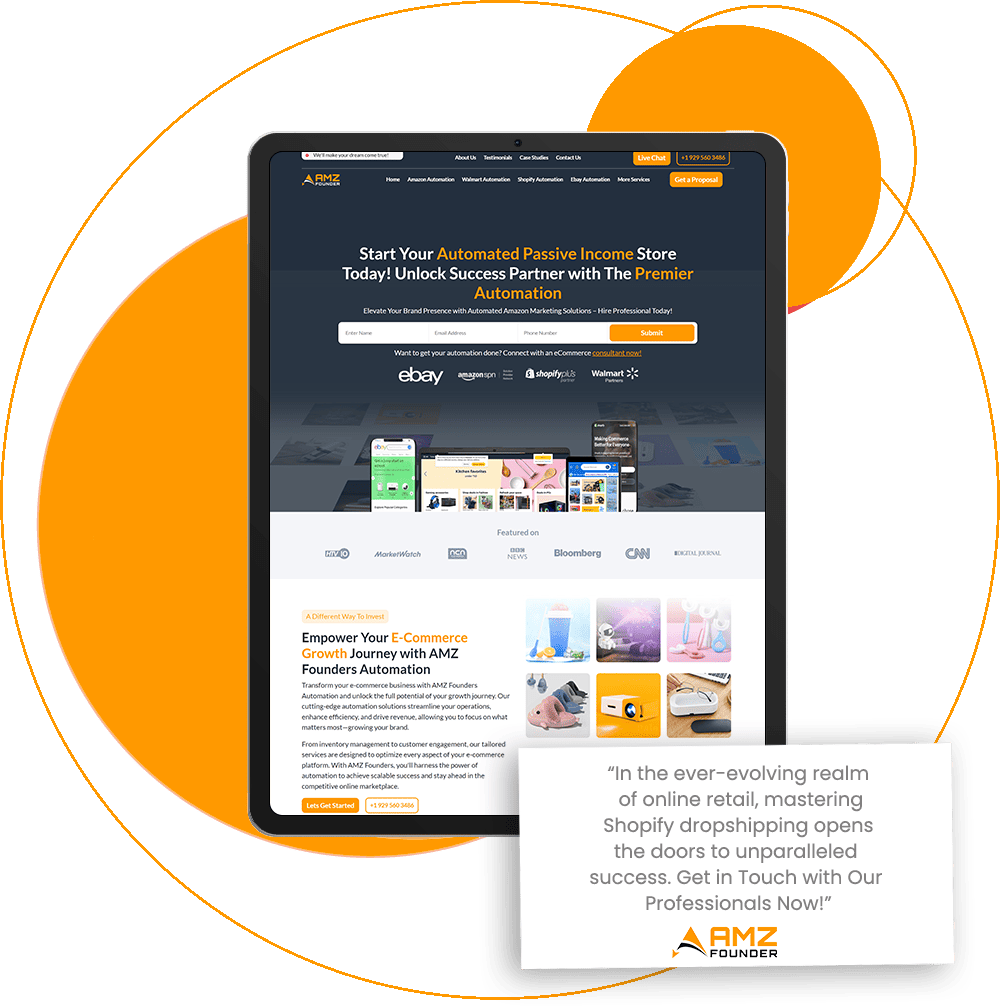 We'll make your dream come true!
About Us Testimonials Case Studies Contact Us
Live Chat
+1 929 560 3486
AMZ
FOUNDER
Home Amazon Automation Walmart Automation Shopify Automation Ebay Automation More Services
Get a Proposal
Start Your Automated Passive Income Store
Today! Unlock Success Partner with The Premier
Automation
Elevate Your Brand Presence with Automated Amazon Marketing Solutions – Hire Professional Today!
Enter Name Email Address Phone Number Submit
Want to get your automation done? Connect with an eCommerce consultant now!
ebay
amazon spn
shopifyplus
partner
Walmart
Partners
ebay
Making Commerce
Better for Everyone
Kitchen favorites
Featured on
MarketWatch
ncn
BBC
NEWS
Bloomberg
CNN
DIGITAL JOURNAL
A Different Way To Invest
Empower Your E-Commerce
Growth Journey with AMZ
Founders Automation
Transform your e-commerce business with AMZ Founders
Automation and unlock the full potential of your growth journey. Our
cutting-edge automation solutions streamline your operations,
enhance efficiency, and drive revenue, allowing you to focus on what
matters most—growing your brand.
From inventory management to customer engagement, our tailored
services are designed to optimize every aspect of your e-commerce
platform. With AMZ Founders, you'll harness the power of
automation to achieve scalable success and stay ahead in the
competitive online marketplace.
Lets Get Started
+1 929 560 3486
“In the ever-evolving realm
of online retail, mastering
Shopify dropshipping opens
the doors to unparalleled
success. Get in Touch with Our
Professionals Now!”
AMZ
FOUNDER